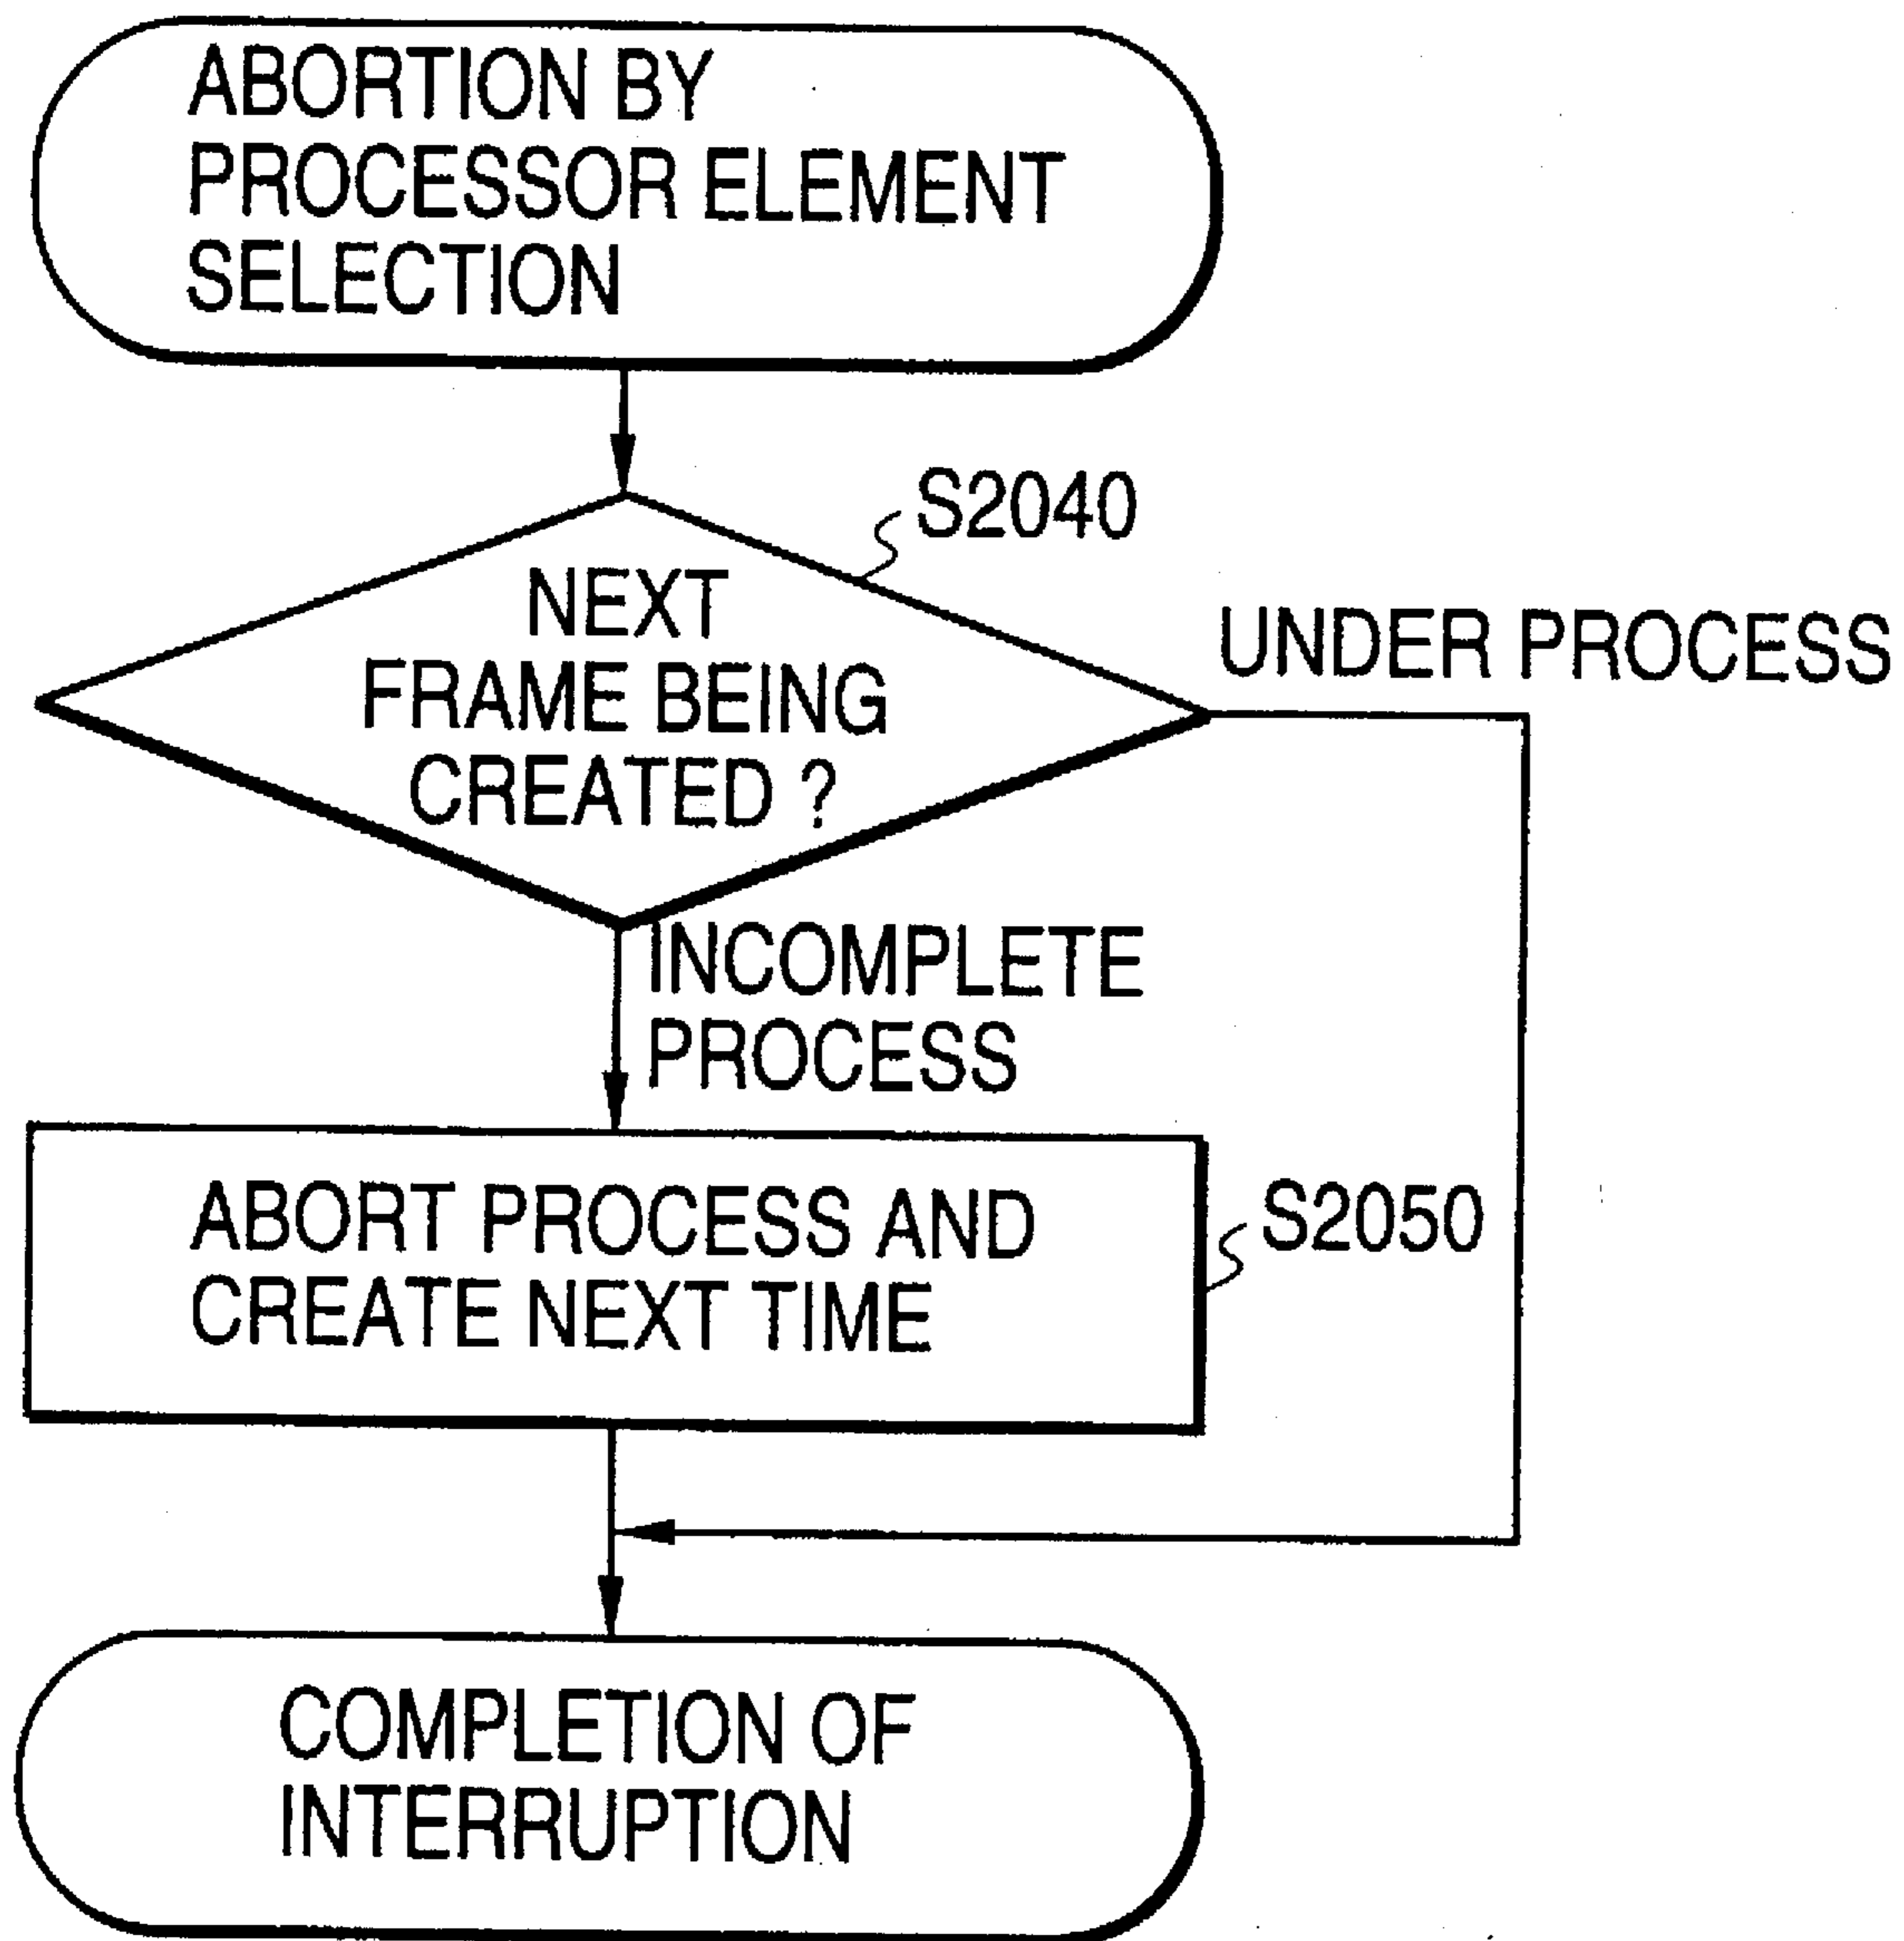 ABORTION BY
PROCESSOR ELEMENT
SELECTION
S2040
NEXT
FRAME BEING
CREATED ?
UNDER PROCESS
INCOMPLETE
PROCESS
ABORT PROCESS AND
CREATE NEXT TIME
S2050
COMPLETION OF
INTERRUPTION